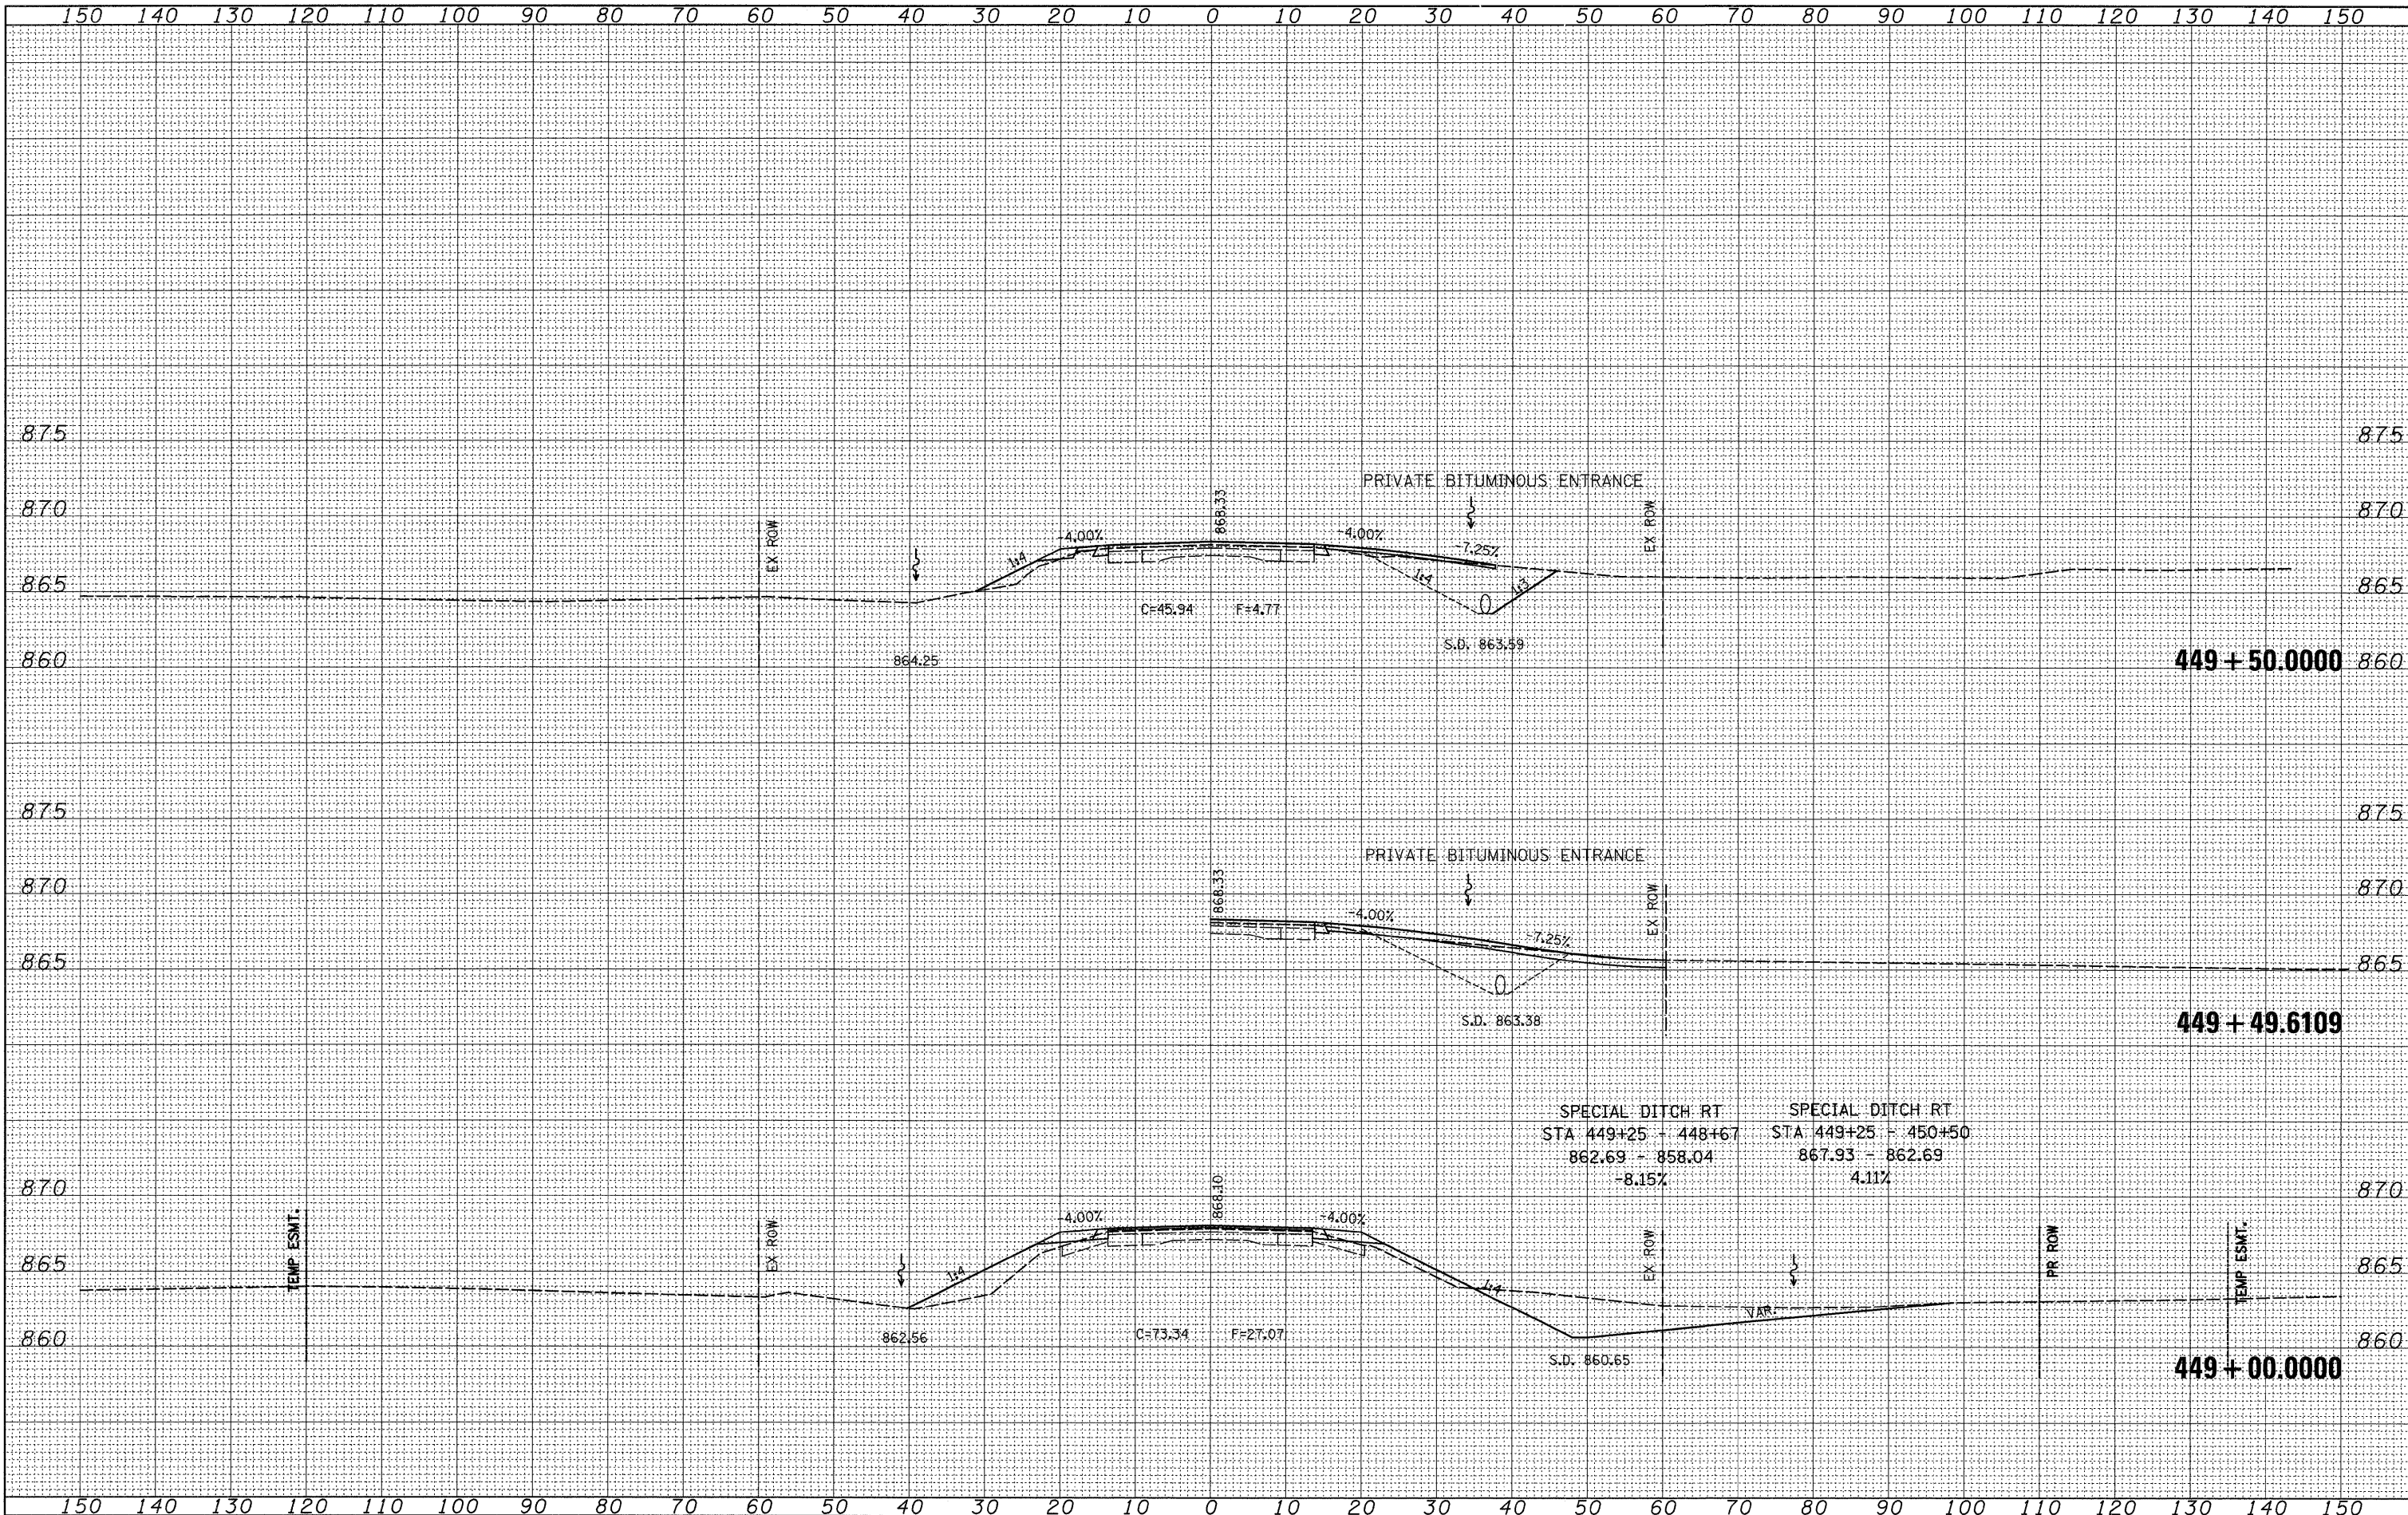 150 140 130 120 110 100 90 80 70 60 50 40 30 20 10 0 10 20 30 40 50 60 70 80 90 100 110 120 130 140 150
875 875
PRIVATE BITUMINOUS ENTRANCE
870 EX ROW 868.33 EX ROW 870
1:4 -4.00% -4.00% -7.25%
865 1:4 1:3 865
C=45.94 F=4.77
S.D. 863.59
860 864.25 449+50.0000 860
875 875
PRIVATE BITUMINOUS ENTRANCE
870 868.33 EX ROW 870
-4.00%
-7.25%
865 865
S.D. 863.38
449+49.6109
SPECIAL DITCH RT SPECIAL DITCH RT
STA 449+25 - 448+67 STA 449+25 - 450+50
862.69 - 858.04 867.93 - 862.69
-8.15% 4.11%
870 868.10 870
-4.00% -4.00%
TEMP ESMT. EX ROW EX ROW PR ROW TEMP ESMT.
865 1:4 1:4 865
VAR.
860 862.56 C=73.34 F=27.07 860
S.D. 860.65
449+00.0000
150 140 130 120 110 100 90 80 70 60 50 40 30 20 10 0 10 20 30 40 50 60 70 80 90 100 110 120 130 140 150